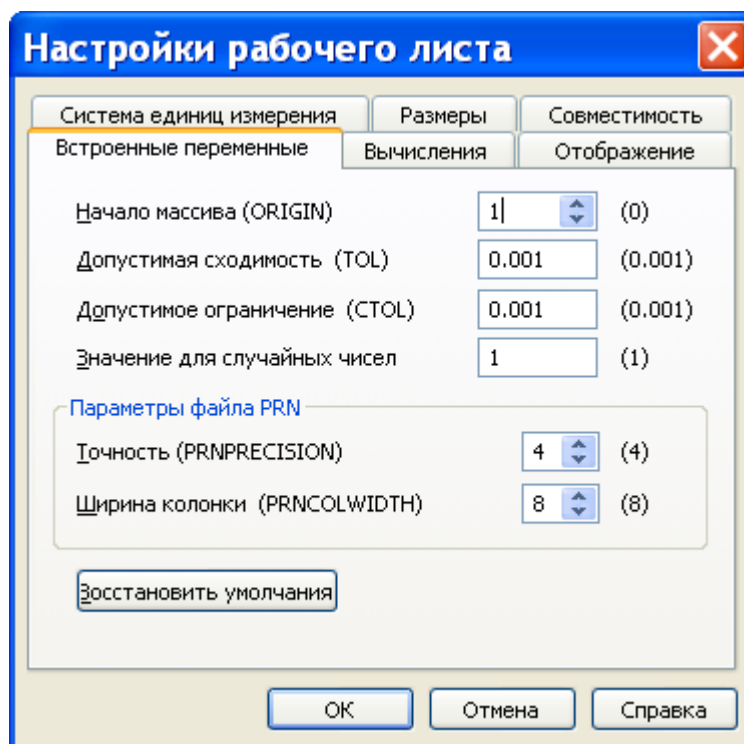 Настройки рабочего листа
Система единиц измерения Размеры Совместимость
Встроенные переменные Вычисления Отображение
Начало массива (ORIGIN) 1 (0)
Допустимая сходимость (TOL) 0.001 (0.001)
Допустимое ограничение (CTOL) 0.001 (0.001)
Значение для случайных чисел 1 (1)
Параметры файла PRN
Точность (PRNPRECISION) 4 (4)
Ширина колонки (PRNCOLWIDTH) 8 (8)
Восстановить умолчания
ОК Отмена Справка